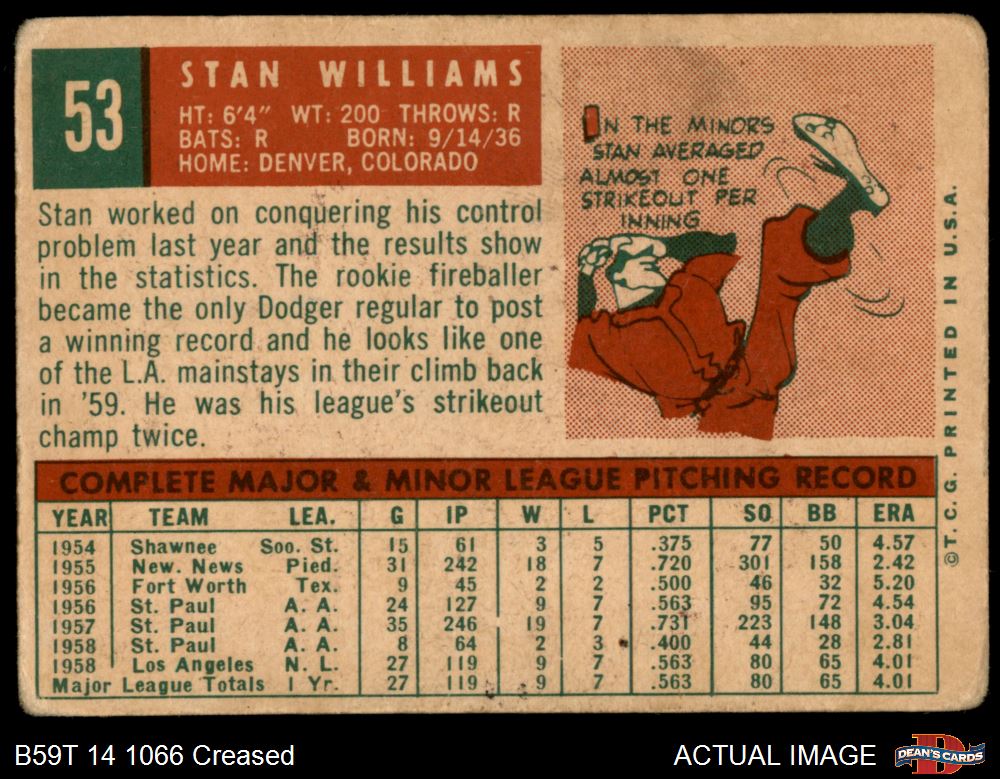 53
STAN WILLIAMS
HT: 6'4" WT: 200 THROWS: R
BATS: R BORN: 9/14/36
HOME: DENVER, COLORADO
IN THE MINORS
STAN AVERAGED
ALMOST ONE
STRIKEOUT PER
INNING
Stan worked on conquering his control
problem last year and the results show
in the statistics. The rookie fireballer
became the only Dodger regular to post
a winning record and he looks like one
of the L.A. mainstays in their climb back
in '59. He was his league's strikeout
champ twice.
COMPLETE MAJOR & MINOR LEAGUE PITCHING RECORD
YEAR TEAM LEA. G IP W L PCT SO BB ERA
1954 Shawnee Soo. St. 15 61 3 5 .375 77 50 4.57
1955 New. News Pied. 31 242 18 7 .720 301 158 2.42
1956 Fort Worth Tex. 9 45 2 2 .500 46 32 5.20
1956 St. Paul A. A. 24 127 9 7 .563 95 72 4.54
1957 St. Paul A. A. 35 246 19 7 .731 223 148 3.04
1958 St. Paul A. A. 8 64 2 3 .400 44 28 2.81
1958 Los Angeles N. L. 27 119 9 7 .563 80 65 4.01
Major League Totals 1 Yr. 27 119 9 7 .563 80 65 4.01
©T.C.G. PRINTED IN U.S.A.
B59T 14 1066 Creased
ACTUAL IMAGE
DEAN'S CARDS